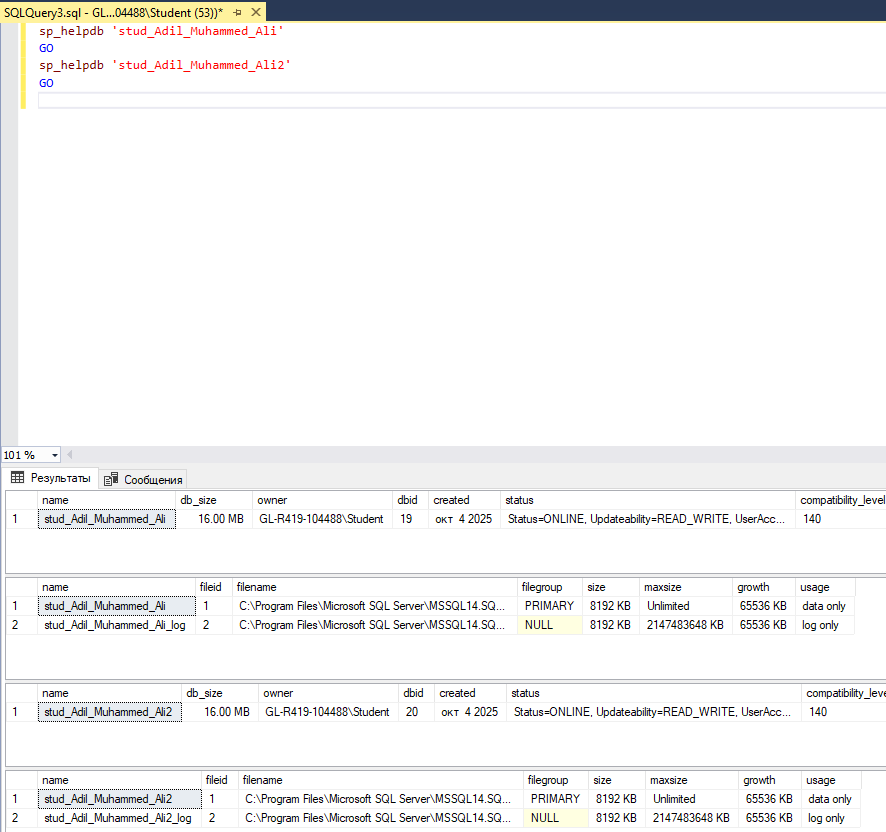 SQLQuery3.sql - GL...04488\Student (53))*
sp_helpdb 'stud_Adil_Muhammed_Ali'
GO
sp_helpdb 'stud_Adil_Muhammed_Ali2'
GO
101 %
Результаты Сообщения
name db_size owner dbid created status compatibility_level
1 stud_Adil_Muhammed_Ali 16.00 MB GL-R419-104488\Student 19 окт 4 2025 Status=ONLINE, Updateability=READ_WRITE, UserAcc... 140
name fileid filename filegroup size maxsize growth usage
1 stud_Adil_Muhammed_Ali 1 C:\Program Files\Microsoft SQL Server\MSSQL14.SQ... PRIMARY 8192 KB Unlimited 65536 KB data only
2 stud_Adil_Muhammed_Ali_log 2 C:\Program Files\Microsoft SQL Server\MSSQL14.SQ... NULL 8192 KB 2147483648 KB 65536 KB log only
name db_size owner dbid created status compatibility_leve
1 stud_Adil_Muhammed_Ali2 16.00 MB GL-R419-104488\Student 20 окт 4 2025 Status=ONLINE, Updateability=READ_WRITE, UserAcc... 140
name fileid filename filegroup size maxsize growth usage
1 stud_Adil_Muhammed_Ali2 1 C:\Program Files\Microsoft SQL Server\MSSQL14.SQ... PRIMARY 8192 KB Unlimited 65536 KB data only
2 stud_Adil_Muhammed_Ali2_log 2 C:\Program Files\Microsoft SQL Server\MSSQL14.SQ... NULL 8192 KB 2147483648 KB 65536 KB log only